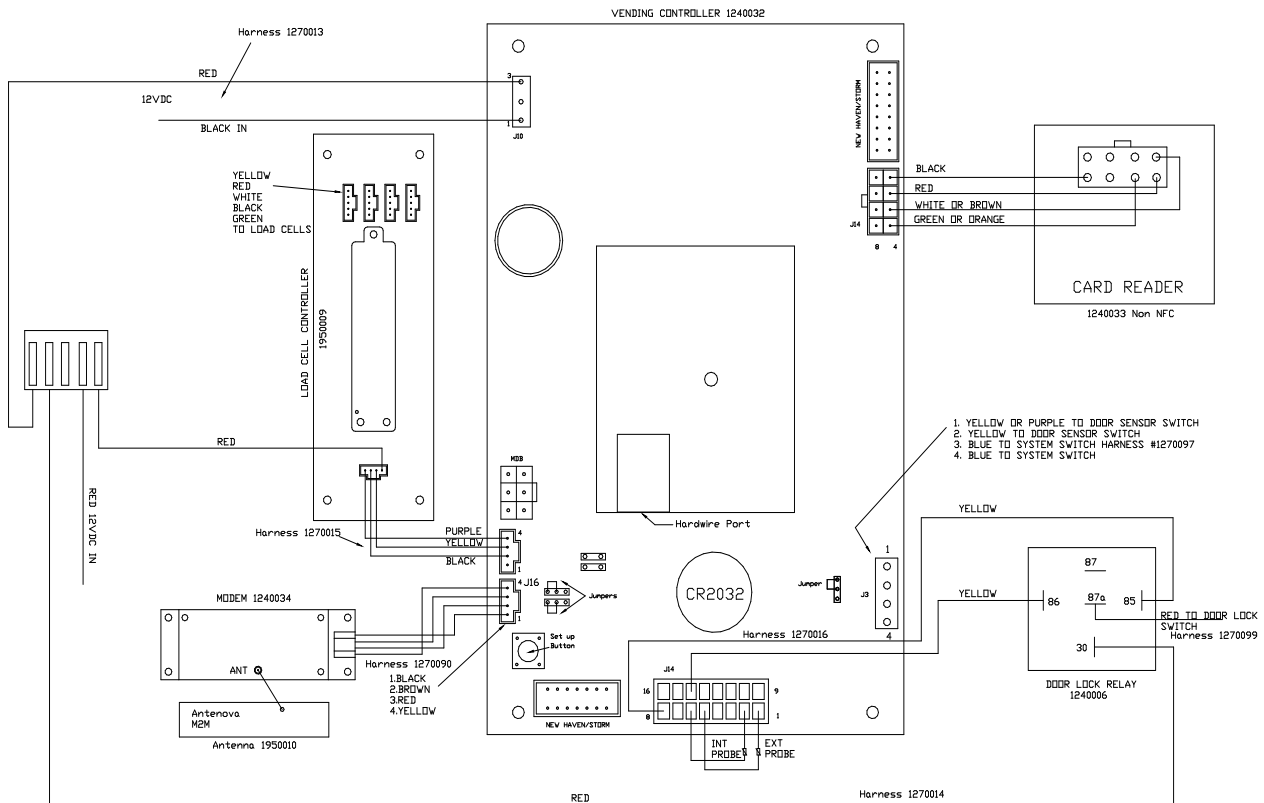 VENDING CONTROLLER 1240032
Harness 1270013
RED
3
12VDC
BLACK IN
1
J10
NEW HAVEN/STORM
YELLOW
RED
WHITE
BLACK
GREEN
TO LOAD CELLS
LOAD CELL CONTROLLER
1950009
BLACK
RED
WHITE OR BROWN
GREEN OR ORANGE
J14
8 4
CARD READER
1240033 Non NFC
RED
RED 12VDC IN
MDB
Hardwire Port
1. YELLOW OR PURPLE TO DOOR SENSOR SWITCH
2. YELLOW TO DOOR SENSOR SWITCH
3. BLUE TO SYSTEM SWITCH HARNESS #1270097
4. BLUE TO SYSTEM SWITCH
Harness 1270015
PURPLE
YELLOW
BLACK
4
1
J16
4
1
Jumpers
CR2032
Jumper
J3
1
4
YELLOW
YELLOW
87
86
87a
85
30
RED TO DOOR LOCK
SWITCH
Harness 1270099
DOOR LOCK RELAY
1240006
MODEM 1240034
ANT
Antenova
M2M
Antenna 1950010
Harness 1270090
1.BLACK
2.BROWN
3.RED
4.YELLOW
Set up
Button
NEW HAVEN/STORM
Harness 1270016
J14
16
9
8
1
INT
PROBE
EXT
PROBE
RED
Harness 1270014